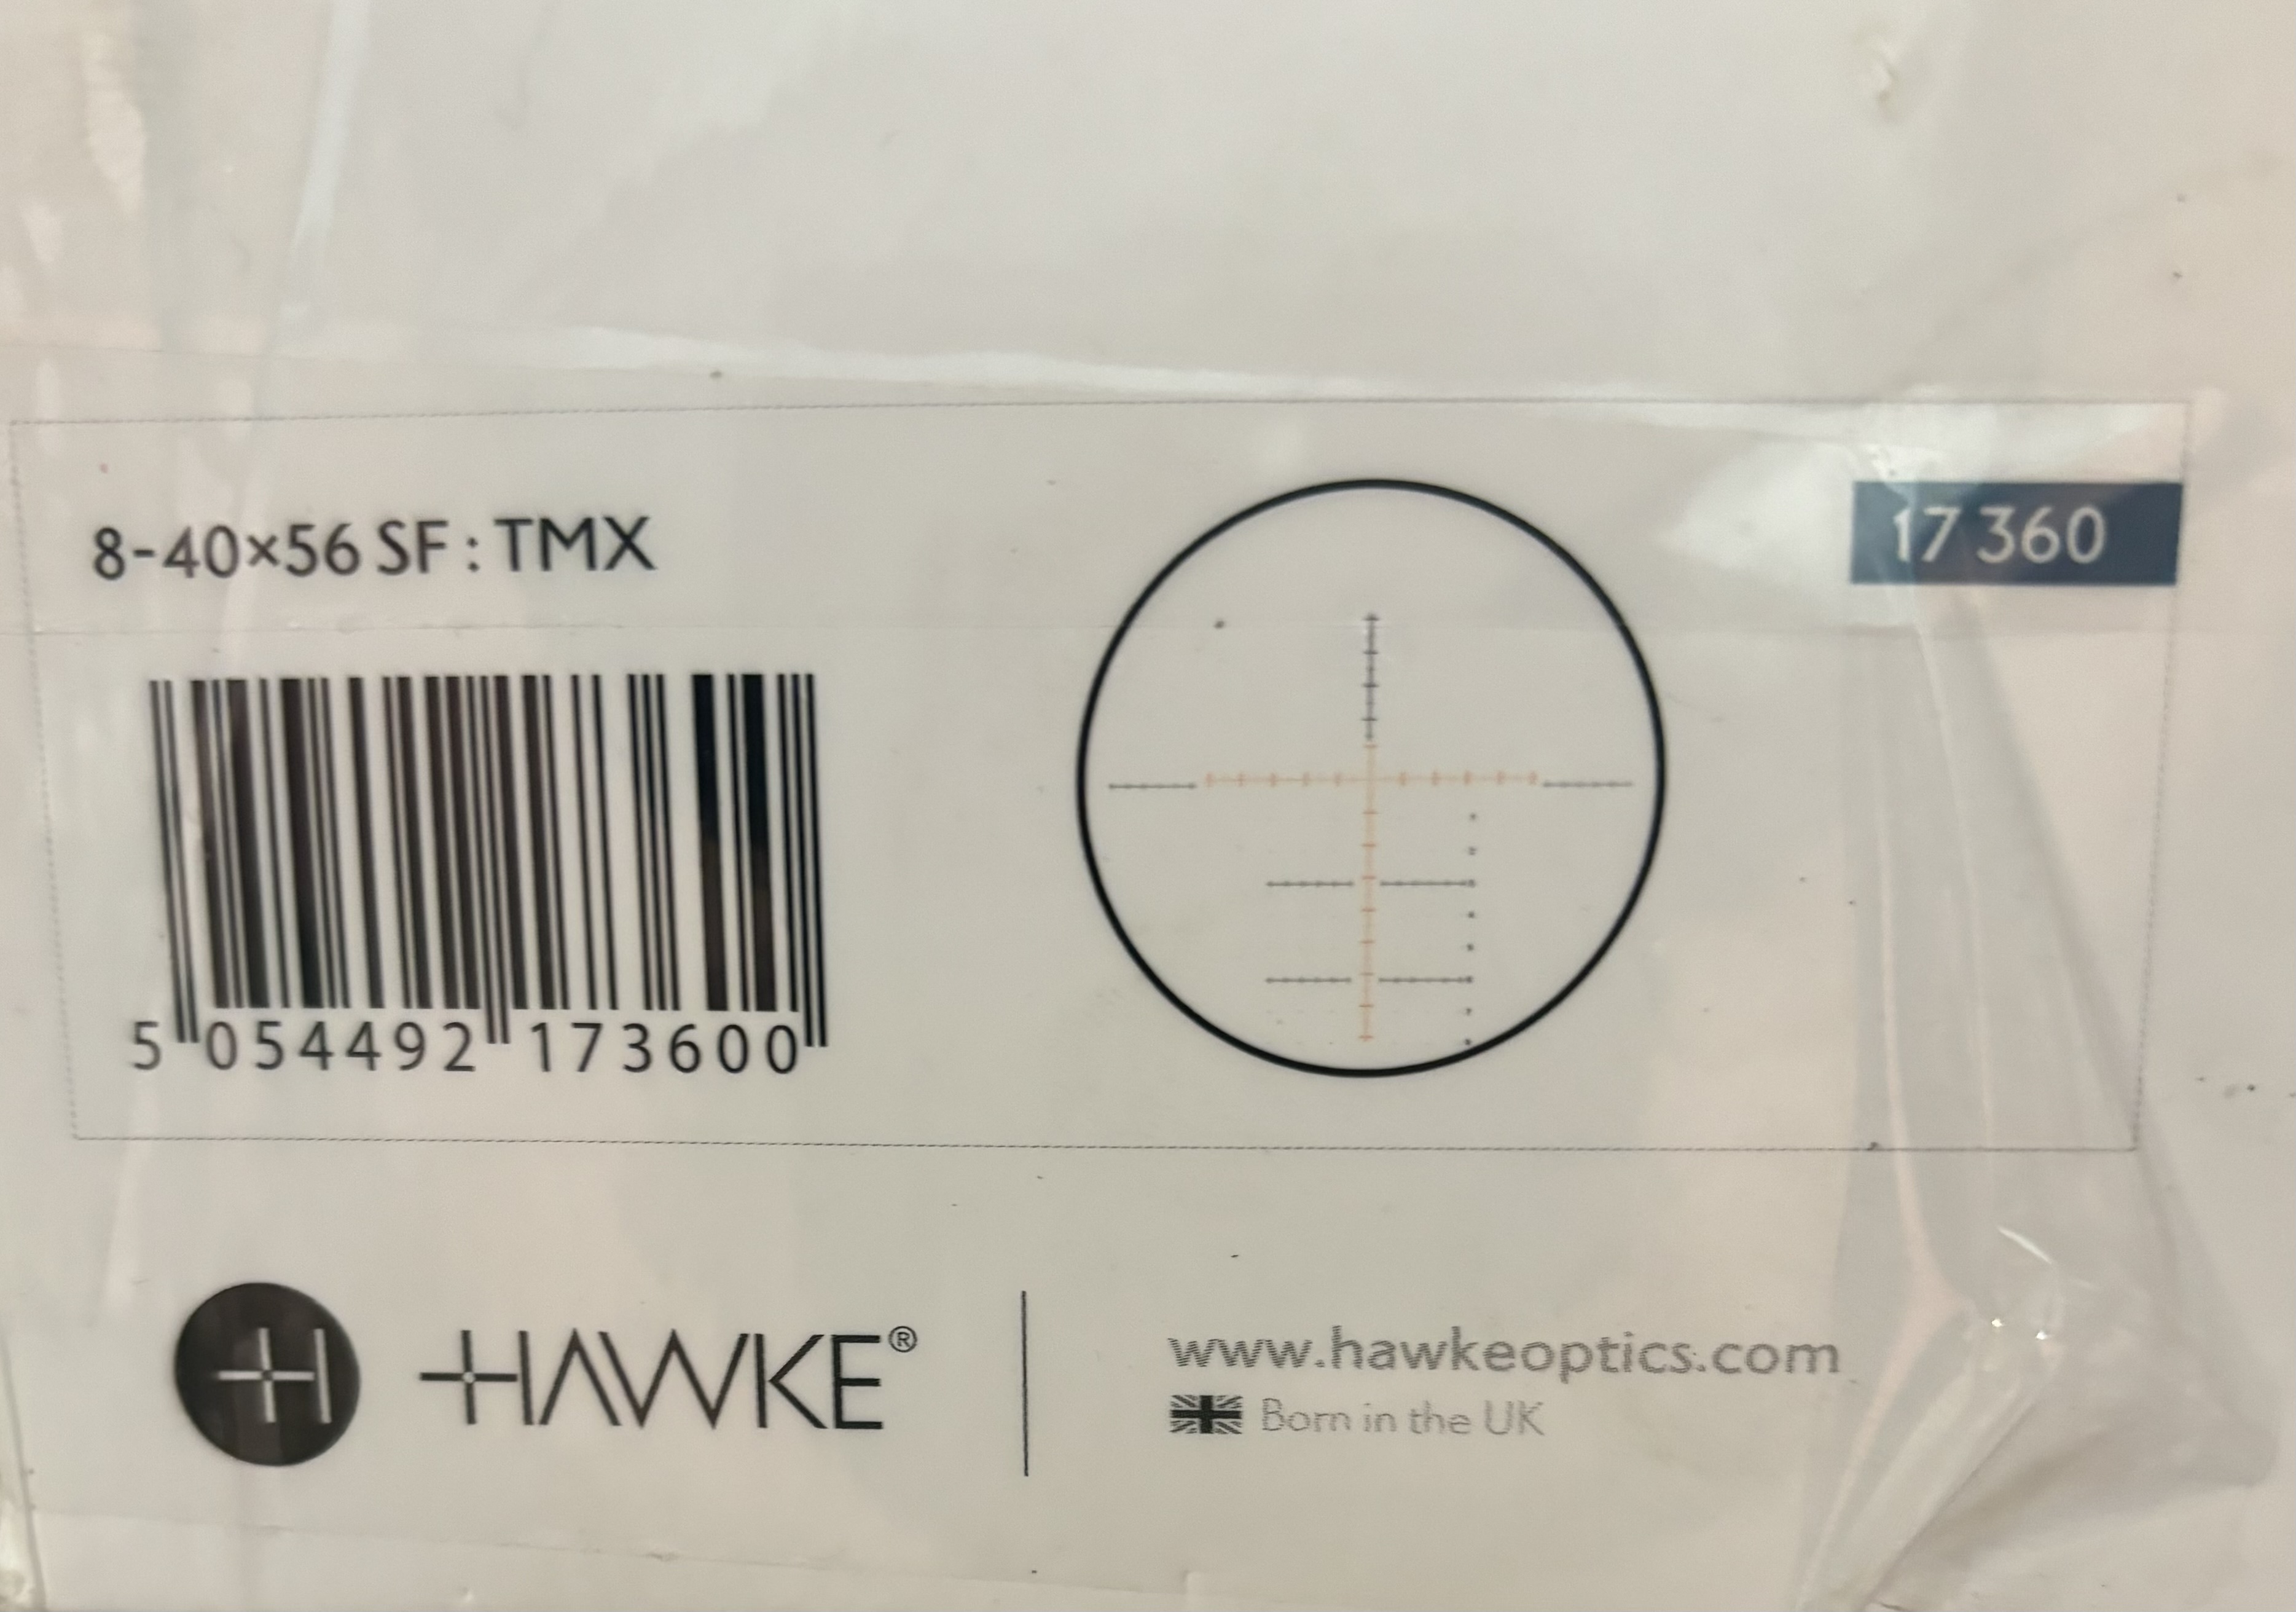 8-40×56 SF : TMX
17 360
5 054492 173600
HAWKE®
www.hawkeoptics.com
Born in the UK